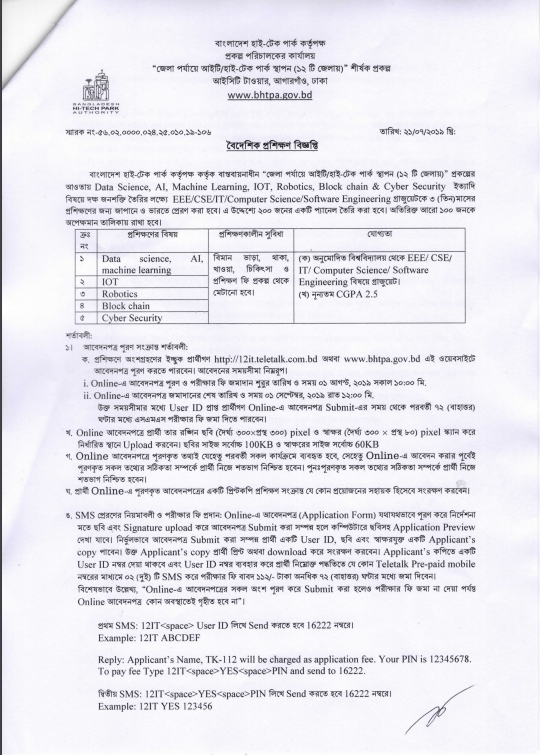 বাংলাদেশ হাই-টেক পার্ক কর্তৃপক্ষ
প্রকল্প পরিচালকের কার্যালয়
“জেলা পর্যায়ে আইটি/হাই-টেক পার্ক স্থাপন (১২ টি জেলায়)” শীর্ষক প্রকল্প
আইসিটি টাওয়ার, আগারগাঁও, ঢাকা
www.bhtpa.gov.bd
BANGLADESH
HI-TECH PARK
AUTHORITY
স্মারক নং-৫৬.০২.০০০০.০২৪.২৫.০১০.১৯-১০৬ তারিখ: ২১/০৭/২০১৯ খ্রি:
বৈদেশিক প্রশিক্ষণ বিজ্ঞপ্তি
বাংলাদেশ হাই-টেক পার্ক কর্তৃপক্ষ কর্তৃক বাস্তবায়নাধীন “জেলা পর্যায়ে আইটি/হাই-টেক পার্ক স্থাপন (১২ টি জেলায়)” প্রকল্পের
আওতায় Data Science, AI, Machine Learning, IOT, Robotics, Block chain & Cyber Security ইত্যাদি
বিষয়ে দক্ষ জনশক্তি তৈরির লক্ষ্যে EEE/CSE/IT/Computer Science/Software Engineering গ্রাজুয়েটকে ৩ (তিন)মাসের
প্রশিক্ষণের জন্য জাপানে ও ভারতে প্রেরণ করা হবে। এ উদ্দেশ্যে ২০০ জনের একটি প্যানেল তৈরি করা হবে। অতিরিক্ত আরো ১০০ জনকে
অপেক্ষমান তালিকায় রাখা হবে।
ক্রঃ নং প্রশিক্ষণের বিষয় প্রশিক্ষণকালীন সুবিধা যোগ্যতা
১ Data science, AI, machine learning
২ IOT
৩ Robotics
৪ Block chain
৫ Cyber Security
বিমান ভাড়া, থাকা,
খাওয়া, চিকিৎসা ও
প্রশিক্ষণ ফি প্রকল্প থেকে
মেটানো হবে।
(ক) অনুমোদিত বিশ্ববিদ্যালয় থেকে EEE/ CSE/
IT/ Computer Science/ Software
Engineering বিষয়ে গ্রাজুয়েট।
(খ) ন্যূনতম CGPA 2.5
শর্তাবলী:
১। আবেদনপত্র পূরণ সংক্রান্ত শর্তাবলী:
ক. প্রশিক্ষণে অংশগ্রহণের ইচ্ছুক প্রার্থীগণ http://12it.teletalk.com.bd অথবা www.bhtpa.gov.bd এই ওয়েবসাইটে
আবেদনপত্র পূরণ করতে পারবেন। আবেদনের সময়সীমা নিম্নরূপ।
i. Online-এ আবেদনপত্র পূরণ ও পরীক্ষার ফি জমাদান শুরুর তারিখ ও সময় ০১ আগস্ট, ২০১৯ সকাল ১০:০০ মি.
ii. Online-এ আবেদনপত্র জমাদানের শেষ তারিখ ও সময় ০১ সেপ্টেম্বর, ২০১৯ রাত ১২:০০ মি.
উক্ত সময়সীমার মধ্যে User ID প্রাপ্ত প্রার্থীগণ Online-এ আবেদনপত্র Submit-এর সময় থেকে পরবর্তী ৭২ (বাহাত্তর)
ঘণ্টার মধ্যে এসএমএস পরীক্ষার ফি জমা দিতে পারবেন।
খ. Online-এ আবেদনপত্রে প্রার্থী তার রঙ্গিন ছবি (দৈর্ঘ্য ৩০০×প্রস্থ ৩০০) pixel ও স্বাক্ষর (দৈর্ঘ্য ৩০০ × প্রস্থ ৮০) pixel স্ক্যান করে
নির্ধারিত স্থানে Upload করবেন। ছবির সাইজ সর্বোচ্চ 100KB ও স্বাক্ষরের সাইজ সর্বোচ্চ 60KB
গ. Online আবেদনপত্রে পূরণকৃত তথ্যই যেহেতু পরবর্তী সকল কার্যক্রমে ব্যবহৃত হবে, সেহেতু Online-এ আবেদন করার পূর্বেই
পূরণকৃত সকল তথ্যের সঠিকতা সম্পর্কে প্রার্থী নিজে শতভাগ নিশ্চিত হবেন। পুনঃপূরণকৃত সকল তথ্যের সঠিকতা সম্পর্কে প্রার্থী নিজে
শতভাগ নিশ্চিত হবেন।
ঘ. প্রার্থী Online-এ পূরণকৃত আবেদনপত্রের একটি প্রিন্টকপি প্রশিক্ষণ সংক্রান্ত যে কোন প্রয়োজনের সহায়ক হিসেবে সংরক্ষণ করবেন।
ঙ. SMS প্রেরণের নিয়মাবলী ও পরীক্ষার ফি প্রদান: Online-এ আবেদনপত্র (Application Form) যথাযথভাবে পূরণ করে নির্দেশনা
মতে ছবি এবং Signature upload করে আবেদনপত্র Submit করা সম্পন্ন হলে কম্পিউটারে ছবিসহ Application Preview
দেখা যাবে। নির্ভুলভাবে আবেদনপত্র Submit করা সম্পন্ন প্রার্থী একটি User ID, ছবি এবং স্বাক্ষরযুক্ত একটি Applicant's
copy পাবেন। উক্ত Applicant's copy প্রার্থী প্রিন্ট অথবা download করে সংরক্ষণ করবেন। Applicant's কপিতে একটি
User ID নম্বর দেয়া থাকবে এবং User ID নম্বর ব্যবহার করে প্রার্থী নিম্নোক্ত পদ্ধতিতে যে কোন Teletalk Pre-paid mobile
নম্বরের মাধ্যমে ০২ (দুই) টি SMS করে পরীক্ষার ফি বাবদ ১১২/- টাকা অনধিক ৭২ (বাহাত্তর) ঘণ্টার মধ্যে জমা দিবেন।
বিশেষভাবে উল্লেখ্য, “Online-এ আবেদনপত্রের সকল অংশ পূরণ করে Submit করা হলেও পরীক্ষার ফি জমা না দেয়া পর্যন্ত
Online আবেদনপত্র কোন অবস্থাতেই গৃহীত হবে না”।
প্রথম SMS: 12IT<space> User ID লিখে Send করতে হবে 16222 নম্বরে।
Example: 12IT ABCDEF
Reply: Applicant's Name, TK-112 will be charged as application fee. Your PIN is 12345678.
To pay fee Type 12IT<space>YES<space>PIN and send to 16222.
দ্বিতীয় SMS: 12IT<space>YES<space>PIN লিখে Send করতে হবে 16222 নম্বরে।
Example: 12IT YES 123456